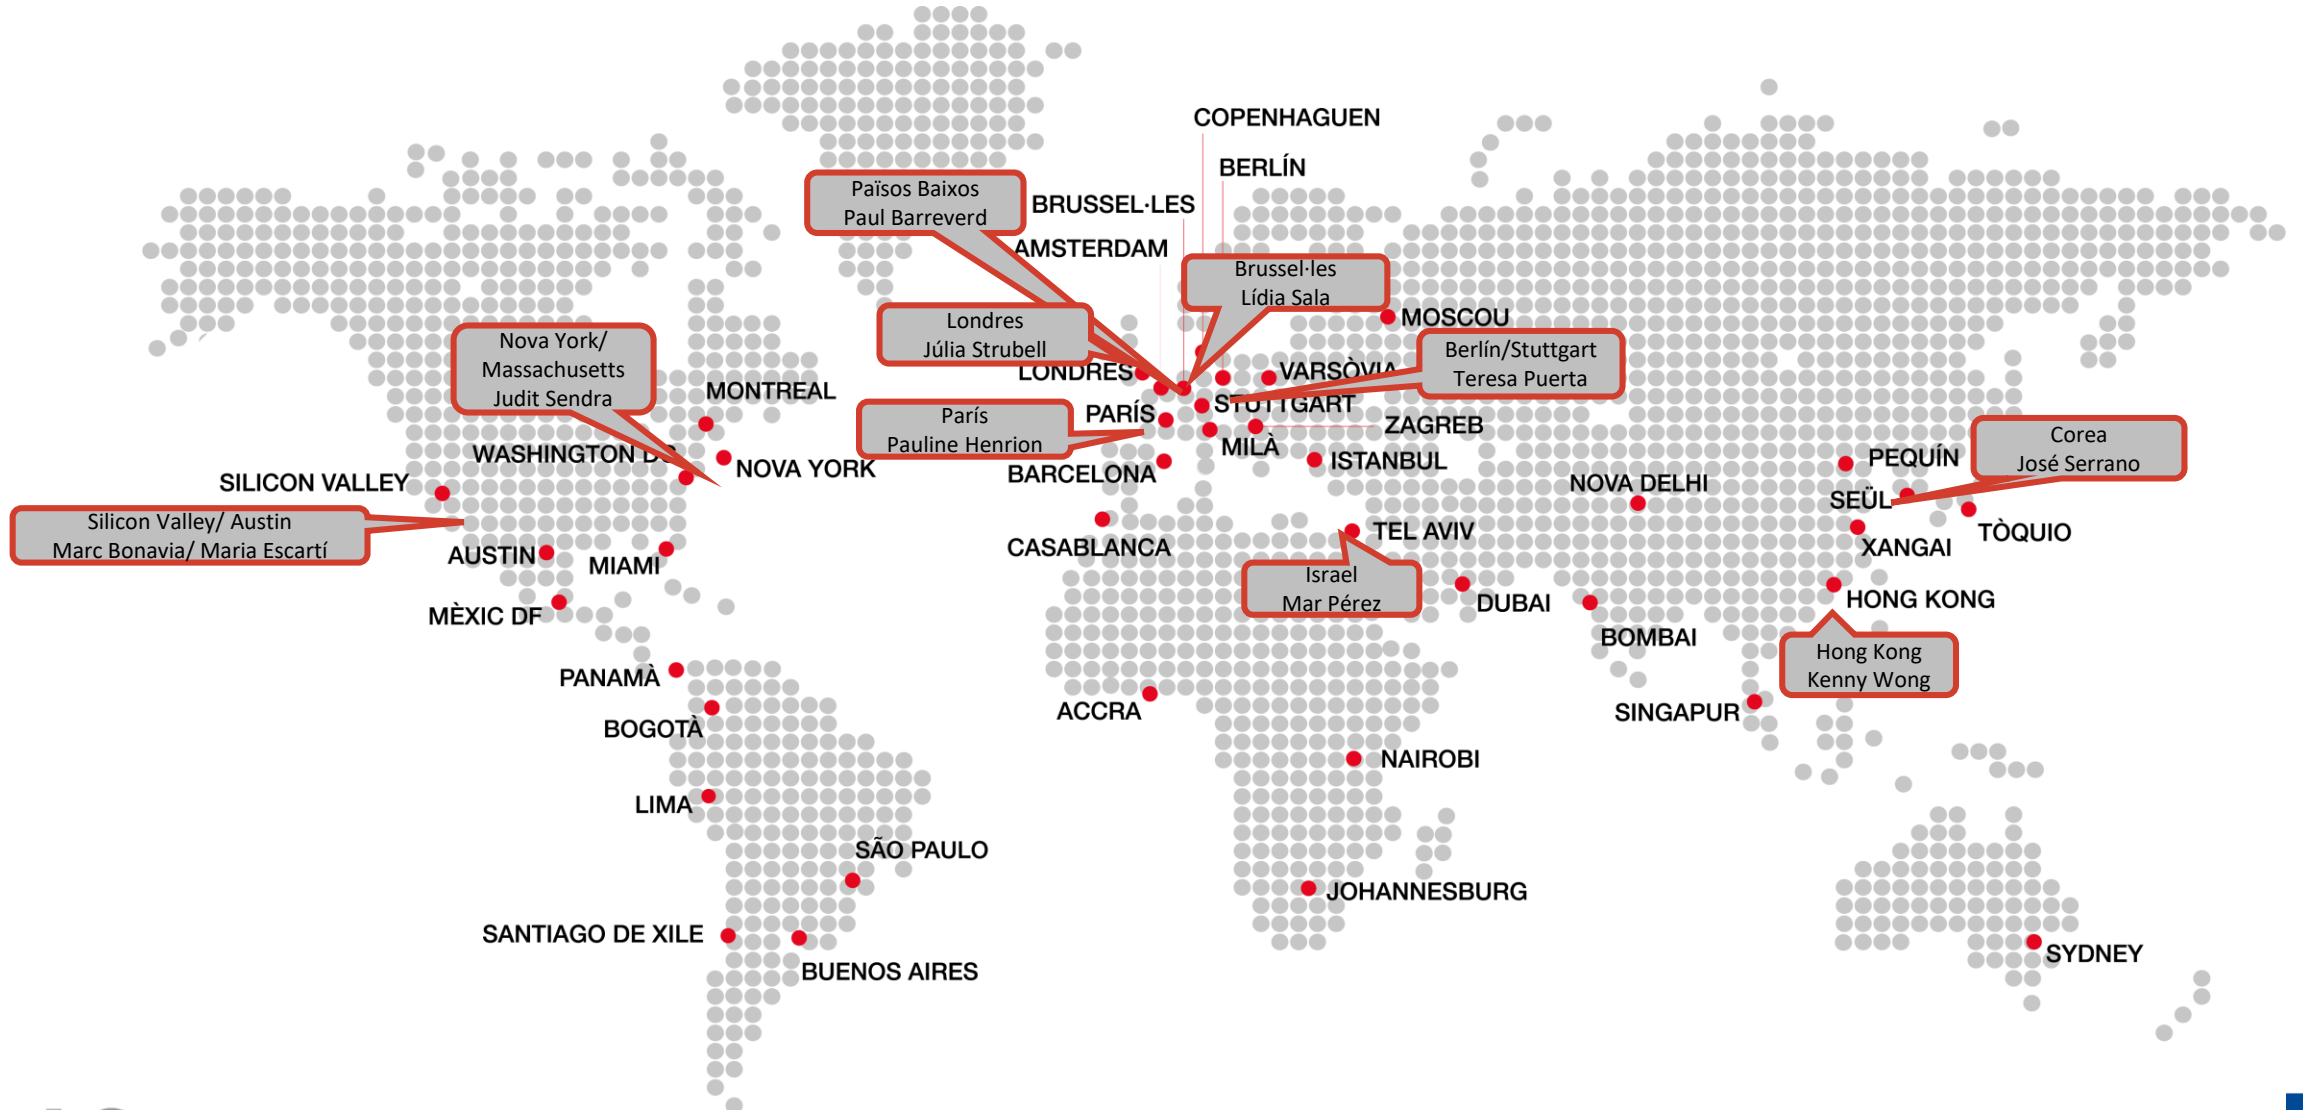 COPENHAGUEN
BERLÍN
Països Baixos
Paul Barreverd
BRUSSEL·LES
AMSTERDAM
Brussel·les
Lídia Sala
Londres
Júlia Strubell
MOSCOU
Nova York/
Massachusetts
Judit Sendra
Berlín/Stuttgart
Teresa Puerta
LONDRES
VARSÒVIA
MONTREAL
STUTTGART
París
Pauline Henrion
PARÍS
ZAGREB
MILÀ
Corea
José Serrano
WASHINGTON DC
NOVA YORK
BARCELONA
ISTANBUL
PEQUÍN
SILICON VALLEY
NOVA DELHI
SEÜL
Silicon Valley/ Austin
Marc Bonavia/ Maria Escartí
TEL AVIV
TÒQUIO
CASABLANCA
XANGAI
AUSTIN
MIAMI
Israel
Mar Pérez
DUBAI
HONG KONG
MÈXIC DF
BOMBAI
Hong Kong
Kenny Wong
PANAMÀ
ACCRA
SINGAPUR
BOGOTÀ
NAIROBI
LIMA
SÃO PAULO
JOHANNESBURG
SANTIAGO DE XILE
SYDNEY
BUENOS AIRES